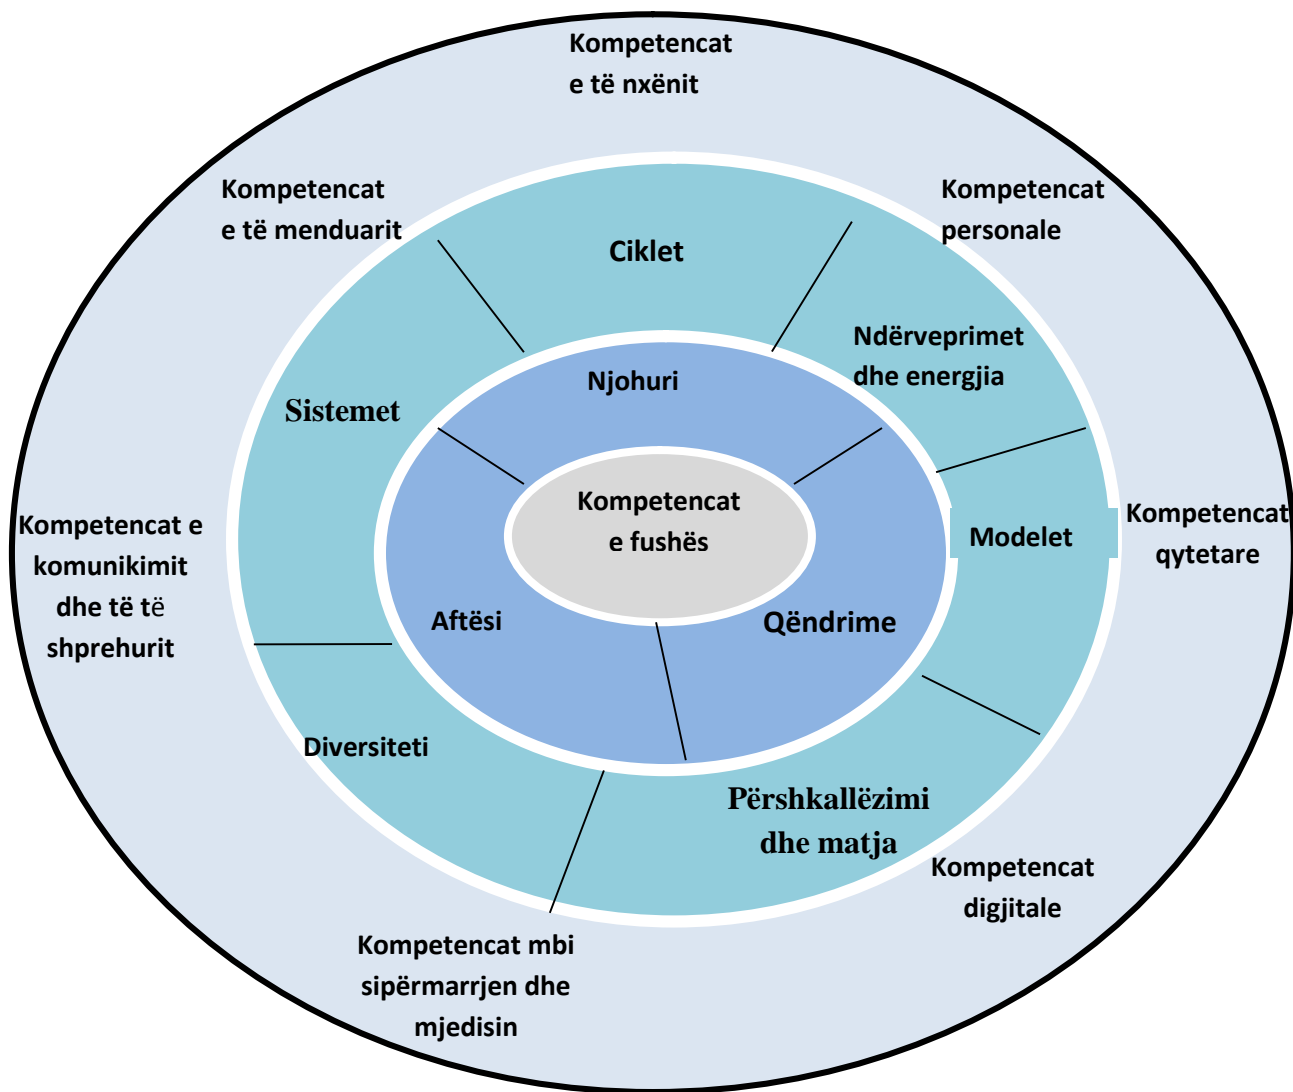 Kompetencat
e të nxënit
Kompetencat
e të menduarit
Kompetencat
personale
Ciklet
Ndërveprimet
dhe energjia
Njohuri
Sistemet
Kompetencat
e fushës
Modelet
Kompetencat
qytetare
Kompetencat e
komunikimit
dhe të të
shprehurit
Aftësi
Qëndrime
Diversiteti
Përshkallëzimi
dhe matja
Kompetencat
digjitale
Kompetencat mbi
sipërmarrjen dhe
mjedisin